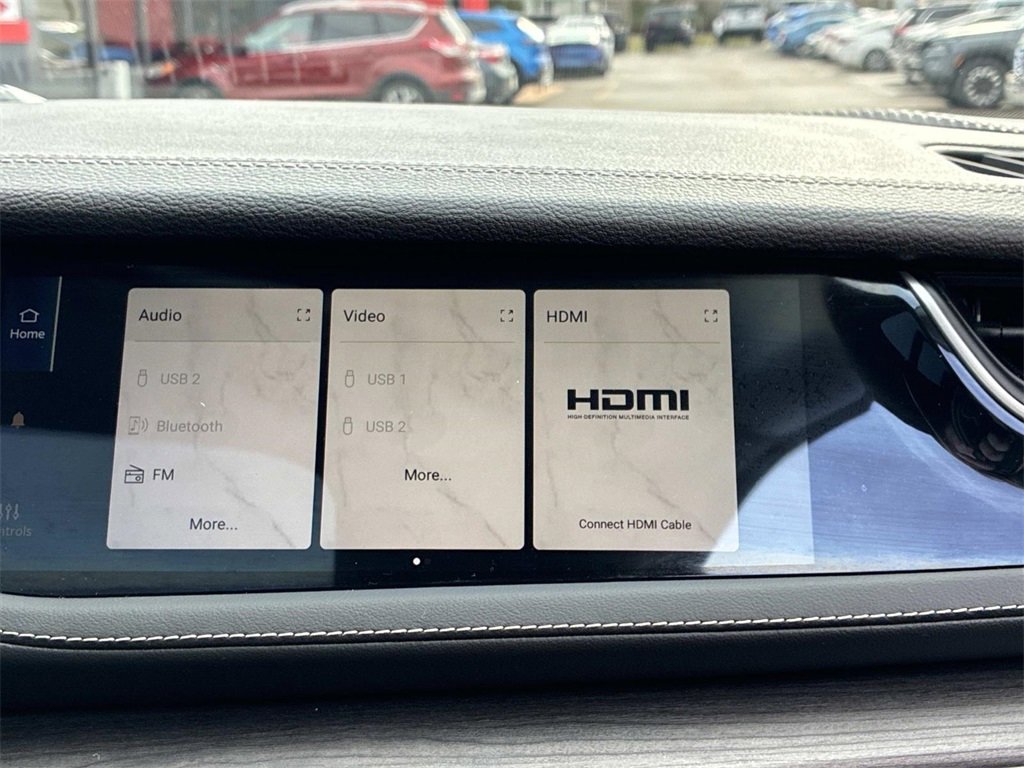 Home
Audio
USB 2
Bluetooth
FM
More...
Video
USB 1
USB 2
More...
HDMI
HDMI
HIGH-DEFINITION MULTIMEDIA INTERFACE
Connect HDMI Cable
ntrols